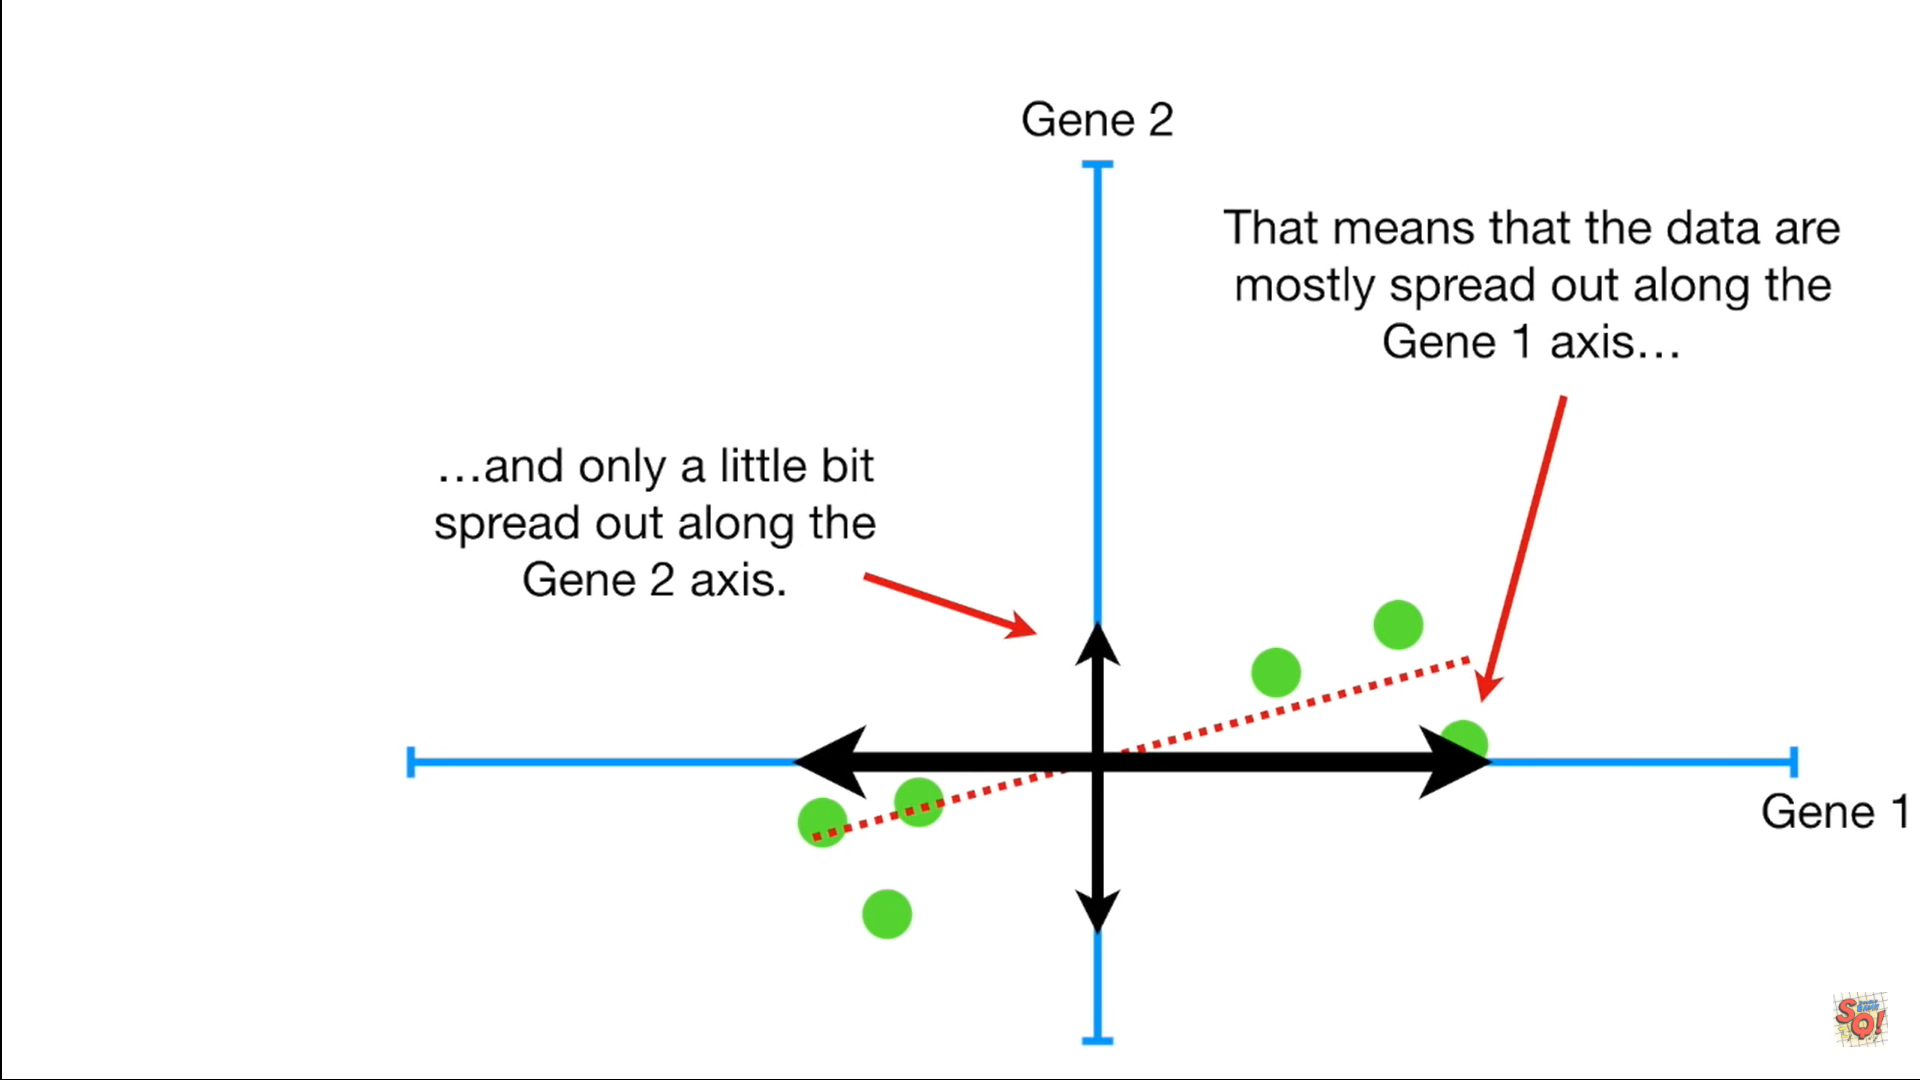 Gene 2
That means that the data are
mostly spread out along the
Gene 1 axis…
…and only a little bit
spread out along the
Gene 2 axis.
Gene 1
SQ!